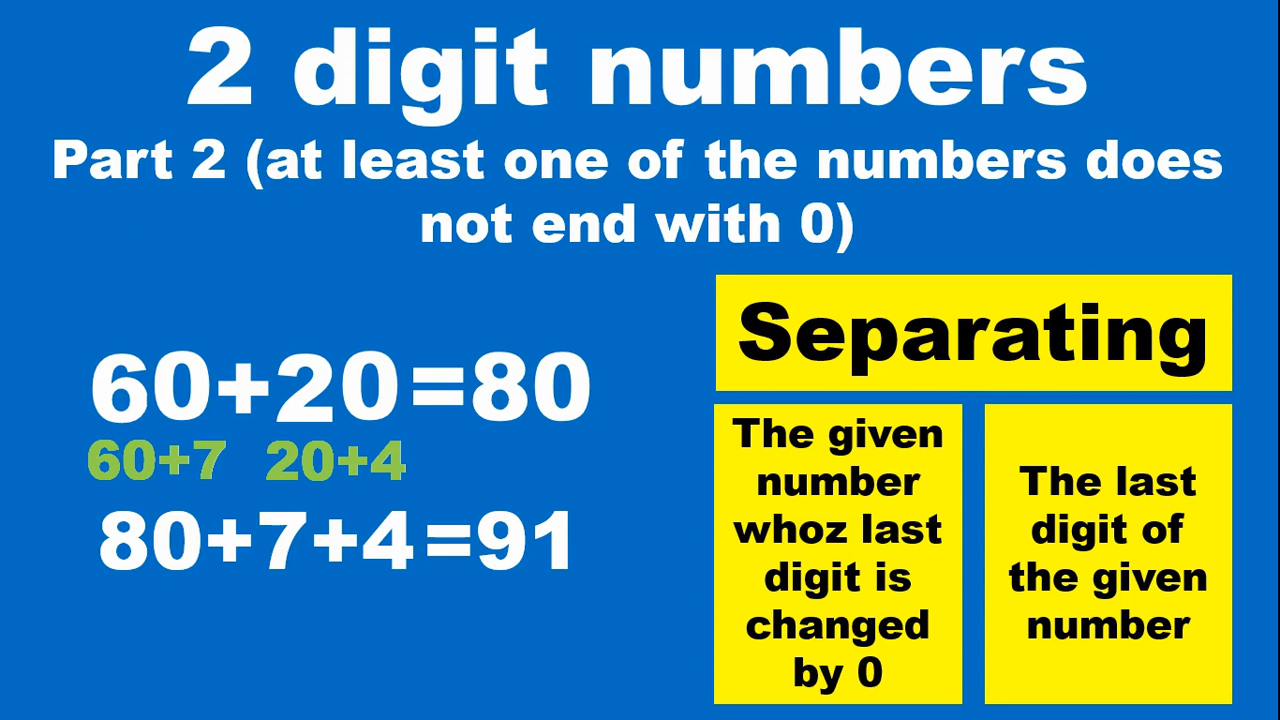 2 digit numbers
Part 2 (at least one of the numbers does
not end with 0)
60+20=80
60+7 20+4
80+7+4=91
Separating
The given
number
whoz last
digit is
changed
by 0
The last
digit of
the given
number